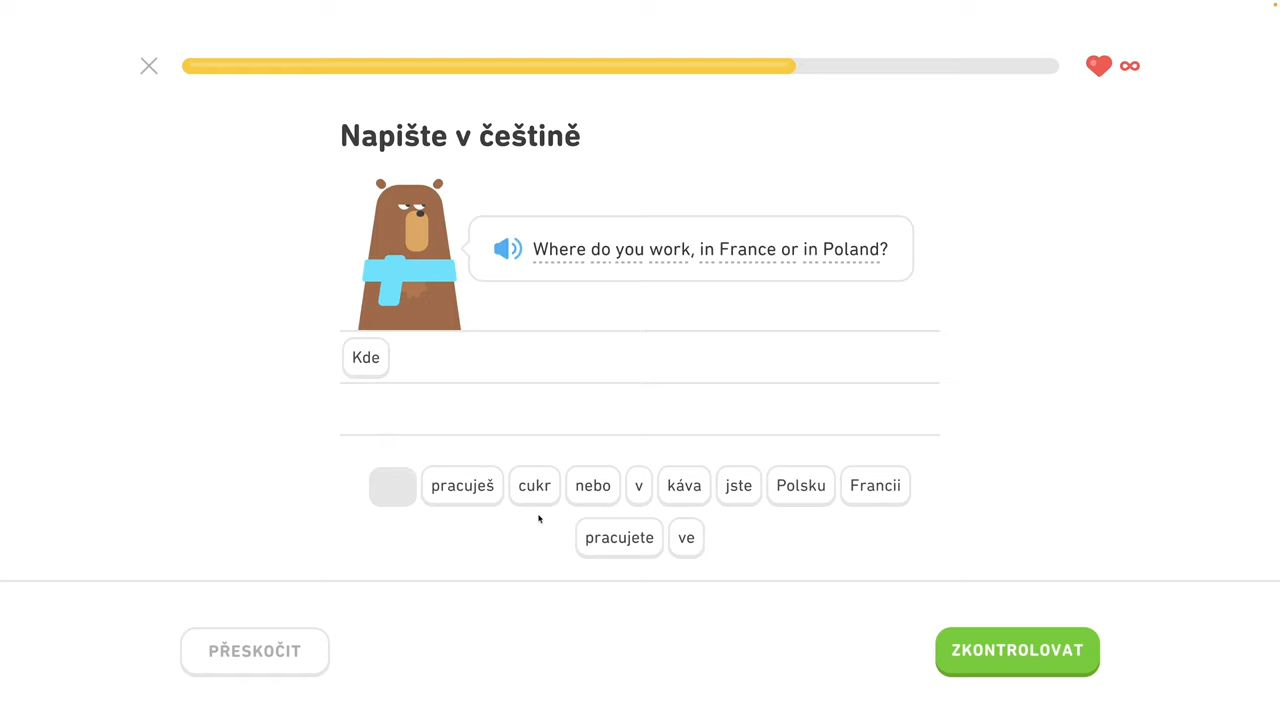 ∞
Napište v češtině
Where do you work, in France or in Poland?
Kde
pracuješ cukr nebo v káva jste Polsku Francii
pracujete ve
PŘESKOČIT ZKONTROLOVAT